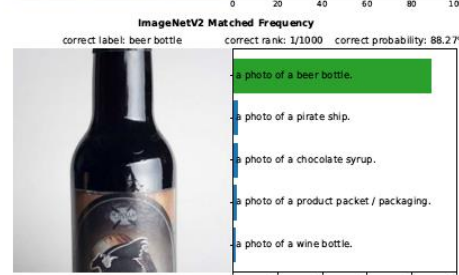 0 20 40 60 80 100
ImageNetV2 Matched Frequency
correct label: beer bottle correct rank: 1/1000 correct probability: 88.27
a photo of a beer bottle.
a photo of a pirate ship.
a photo of a chocolate syrup.
a photo of a product packet / packaging.
a photo of a wine bottle.